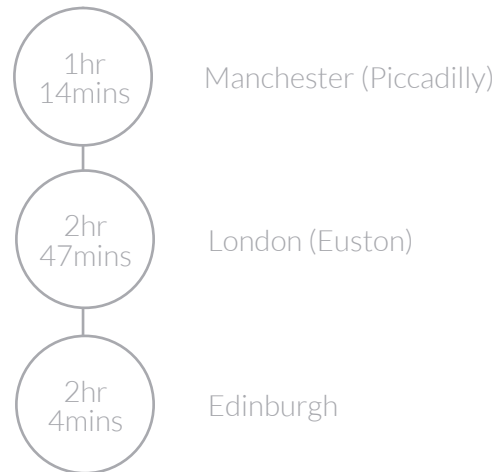 1hr
14mins
Manchester (Piccadilly)
2hr
47mins
London (Euston)
2hr
4mins
Edinburgh